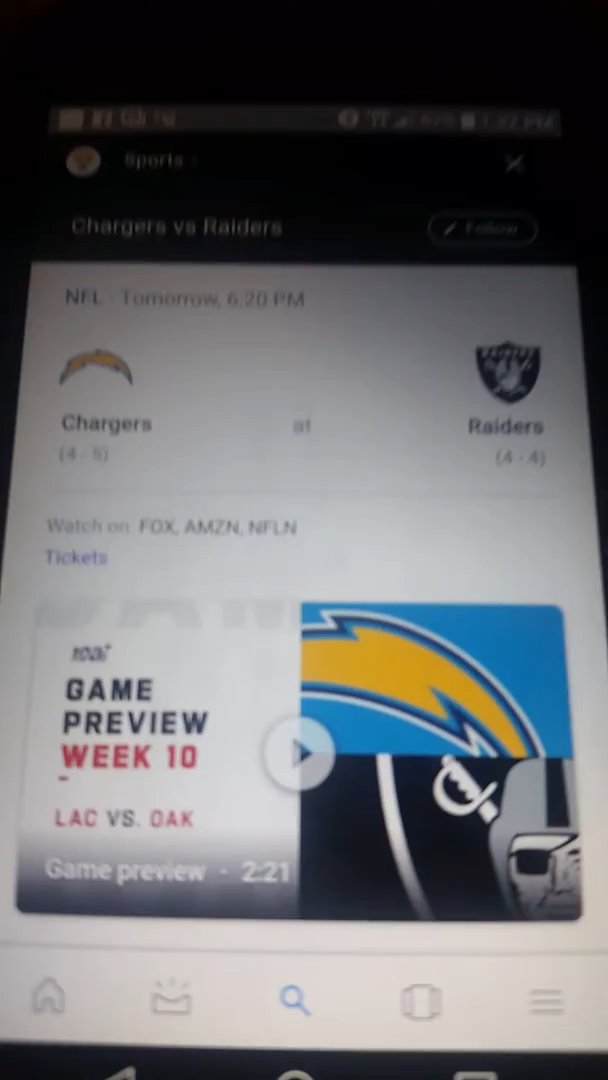 Sports
Chargers vs Raiders
Follow
NFL · Tomorrow, 6:20 PM
RAIDERS
Chargers at Raiders
(4 - 5) (4 - 4)
Watch on FOX, AMZN, NFLN
Tickets
GAME
PREVIEW
WEEK 10
LAC VS. OAK
Game preview · 2:21